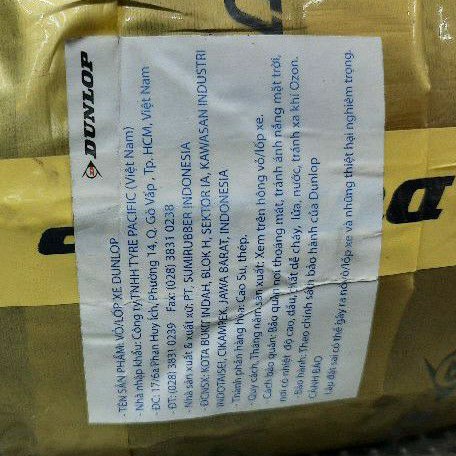 DUNLOP
- TÊN SẢN PHẨM: VỎ/LỐP XE DUNLOP
- Nhà nhập khẩu: Công ty TNHH TYRE PACIFIC (Việt Nam)
- ĐC: 17/6a Phan Huy Ích, Phường 14, Q. Gò Vấp, Tp. HCM, Việt Nam
ĐT: (028) 3831 0239 Fax: (028) 3831 0238
- Nhà sản xuất & xuất xứ: PT, SUMIRUBBER INDONESIA
- ĐCNSX: KOTA BUKIT INDAH, BLOK H, SEKTOR IA, KAWASAN INDUSTRI
INDOTAISEI, CIKAMPEK, JAWA BARAT, INDONESIA
- Thành phần hàng hóa: Cao Su, thép.
- Quy cách, Tháng năm sản xuất: Xem trên hông vỏ/lốp xe.
- Cách bảo quản: Bảo quản nơi thoáng mát, tránh ánh nắng mặt trời,
nơi có nhiệt độ cao, dầu, chất dễ cháy, lửa, nước, tránh xa khí Ozon.
- Bảo hành: Theo chính sách bảo hành của Dunlop
CẢNH BÁO
Lắp đặt sai có thể gây ra nổ vỏ/lốp xe và những thiệt hại nghiêm trọng.